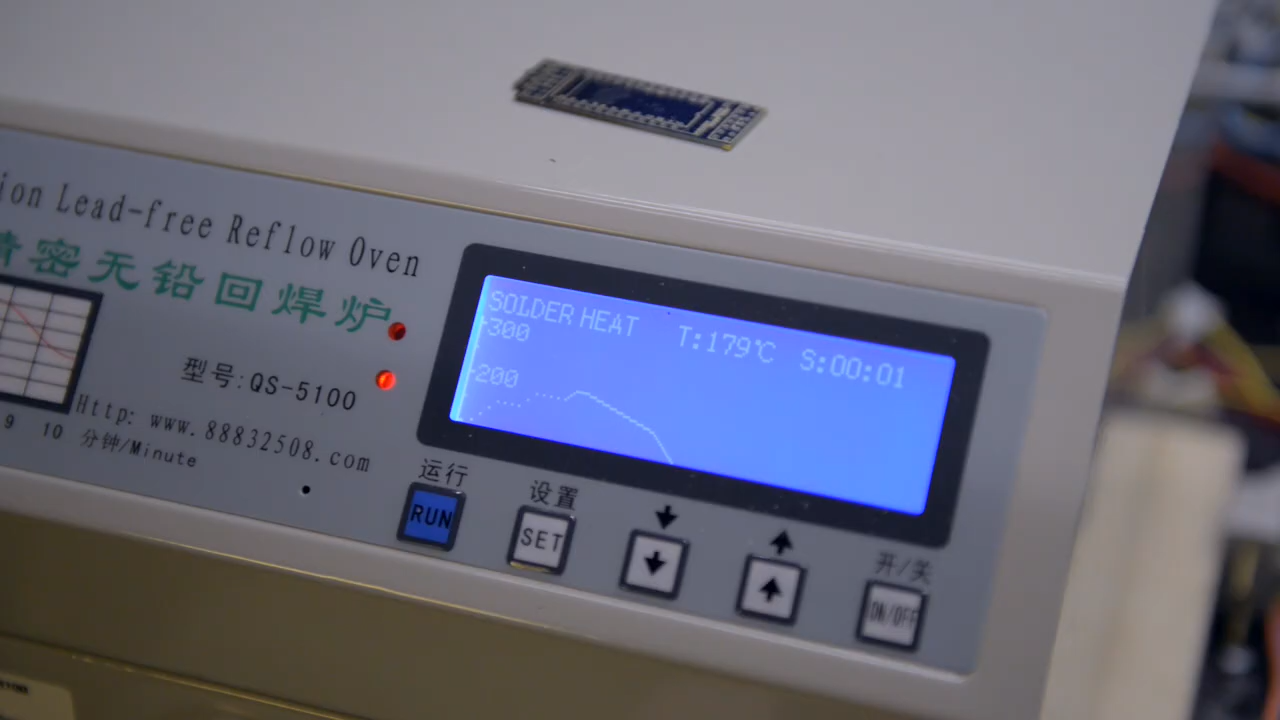 ion Lead-free Reflow Oven
精密无铅回焊炉
型号:QS-5100
9 10
Http: www.88832508.com
分钟/Minute
SOLDER HEAT T:179℃ S:00:01
300
200
运行
RUN
设置
SET
开/关
ON/OFF